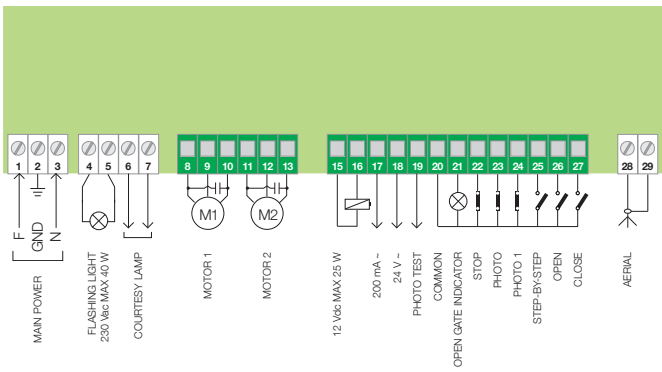 1 2 3 4 5 6 7 8 9 10 11 12 13 15 16 17 18 19 20 21 22 23 24 25 26 27 28 29
M1 M2
F
GND
N
MAIN POWER
FLASHING LIGHT
230 Vac MAX 40 W
COURTESY LAMP
MOTOR 1
MOTOR 2
12 Vdc MAX 25 W
200 mA ~
24 V ~
PHOTO TEST
COMMON
OPEN GATE INDICATOR
STOP
PHOTO
PHOTO 1
STEP-BY-STEP
OPEN
CLOSE
AERIAL